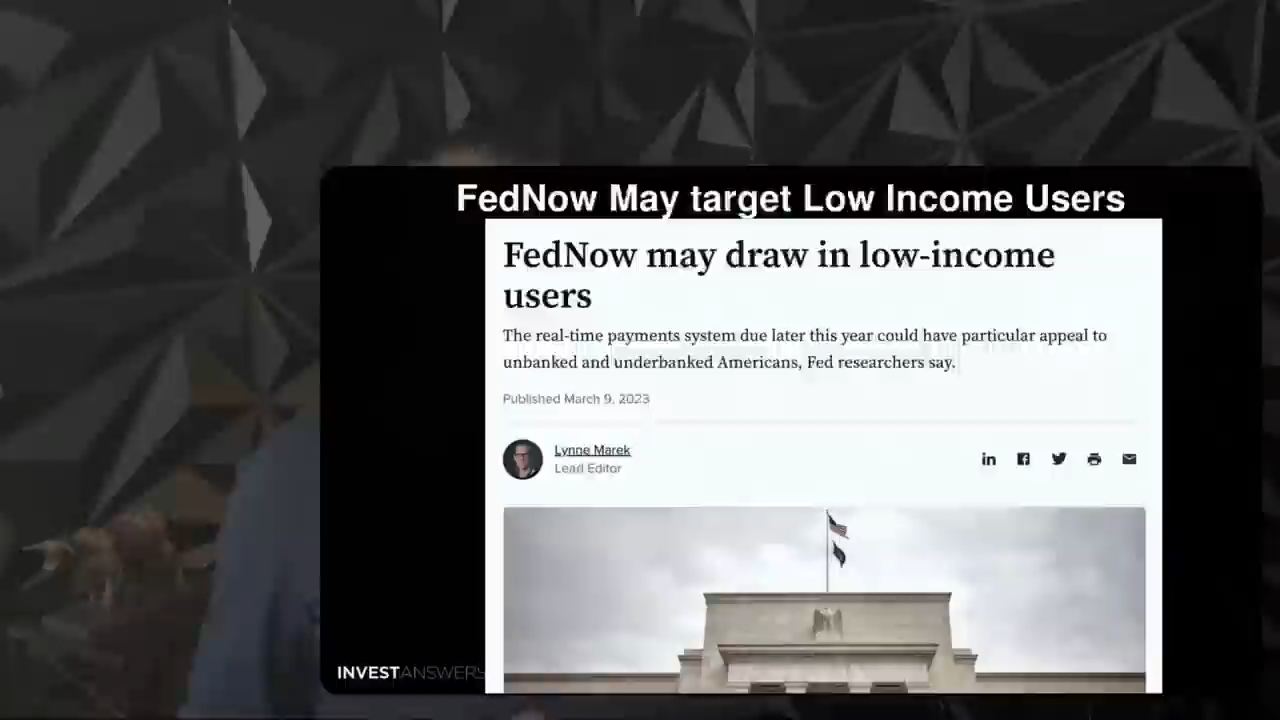 FedNow May target Low Income Users
FedNow may draw in low-income
users
The real-time payments system due later this year could have particular appeal to
unbanked and underbanked Americans, Fed researchers say.
Published March 9, 2023
Lynne Marek
Lead Editor
INVESTANSWERS